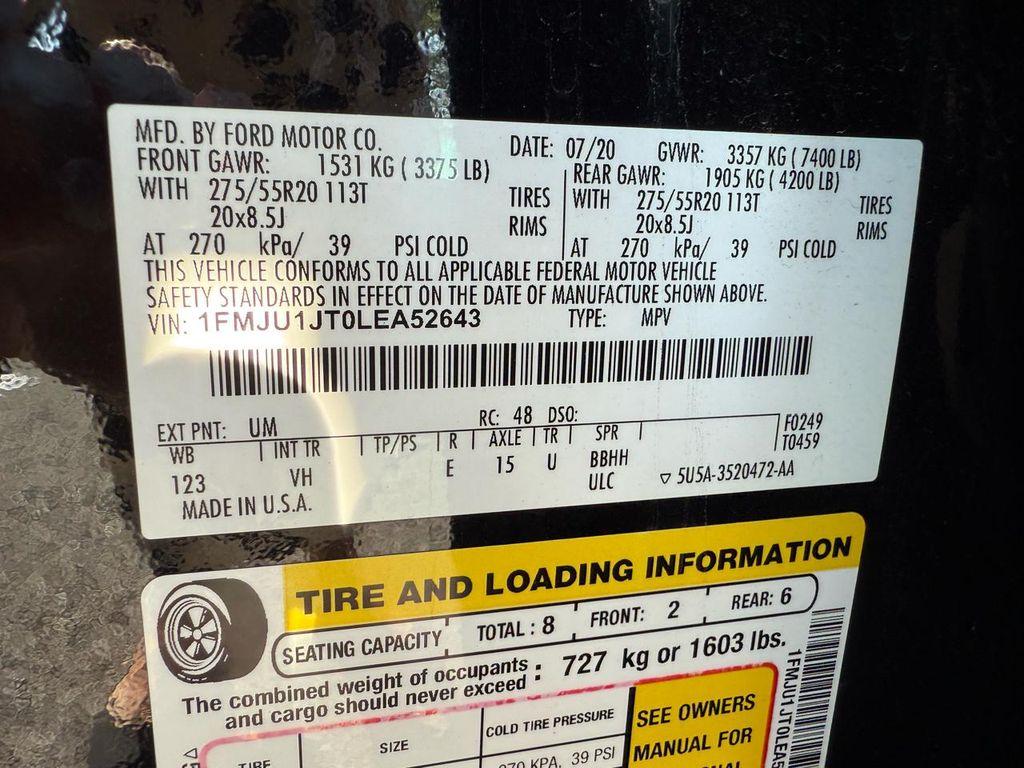 MFD. BY FORD MOTOR CO. DATE: 07/20 GVWR: 3357 KG ( 7400 LB)
FRONT GAWR: 1531 KG ( 3375 LB) REAR GAWR: 1905 KG ( 4200 LB)
WITH 275/55R20 113T TIRES WITH 275/55R20 113T TIRES
20x8.5J RIMS 20x8.5J RIMS
AT 270 kPa/ 39 PSI COLD AT 270 kPa/ 39 PSI COLD
THIS VEHICLE CONFORMS TO ALL APPLICABLE FEDERAL MOTOR VEHICLE
SAFETY STANDARDS IN EFFECT ON THE DATE OF MANUFACTURE SHOWN ABOVE.
VIN: 1FMJU1JT0LEA52643 TYPE: MPV
EXT PNT: UM RC: 48 DSO: F0249
WB INT TR TP/PS R AXLE TR SPR T0459
123 VH E 15 U BBHH
ULC ▽ 5U5A-3520472-AA
MADE IN U.S.A.
TIRE AND LOADING INFORMATION
SEATING CAPACITY TOTAL : 8 FRONT: 2 REAR: 6
The combined weight of occupants
and cargo should never exceed : 727 kg or 1603 lbs.
TIRE SIZE COLD TIRE PRESSURE SEE OWNERS
MANUAL FOR
KPA, 39 PSI
1FMJU1JT0LEA5